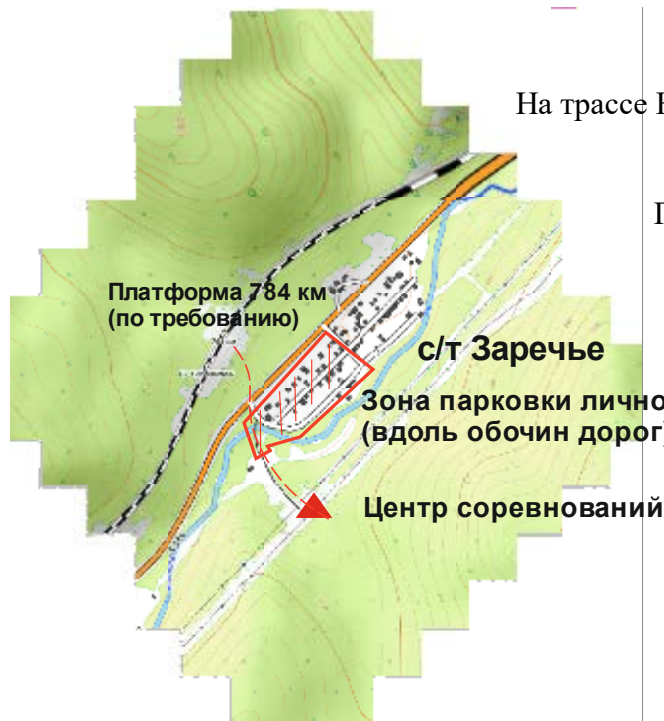 На трассе
Платформа 784 км
(по требованию)
с/т Заречье
Зона парковки лично
(вдоль обочин дорог)
Центр соревнований